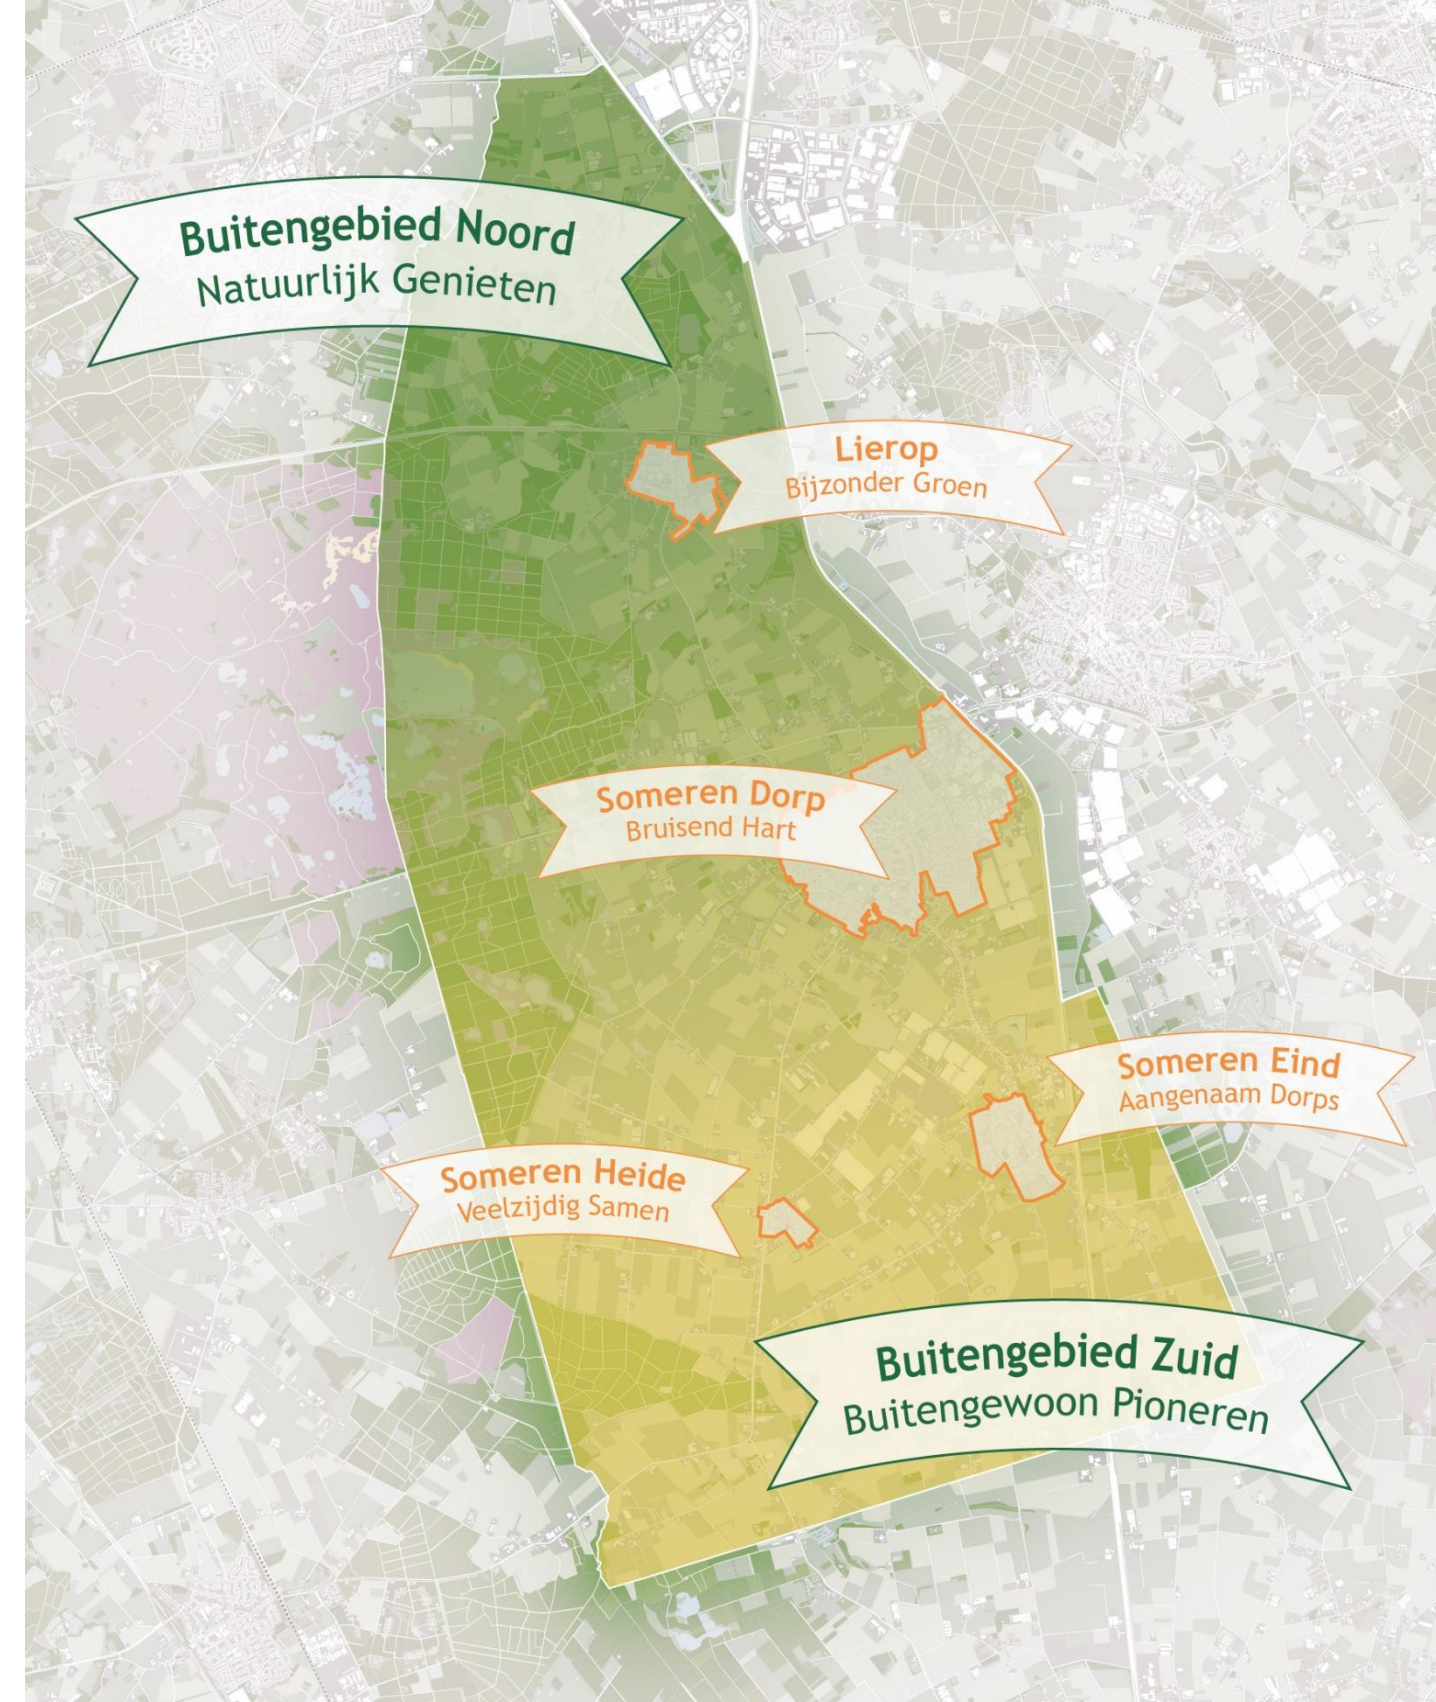 Buitengebied Noord
Natuurlijk Genieten
Lierop
Bijzonder Groen
Someren Dorp
Bruisend Hart
Someren Eind
Aangenaam Dorps
Someren Heide
Veelzijdig Samen
Buitengebied Zuid
Buitengewoon Pioneren